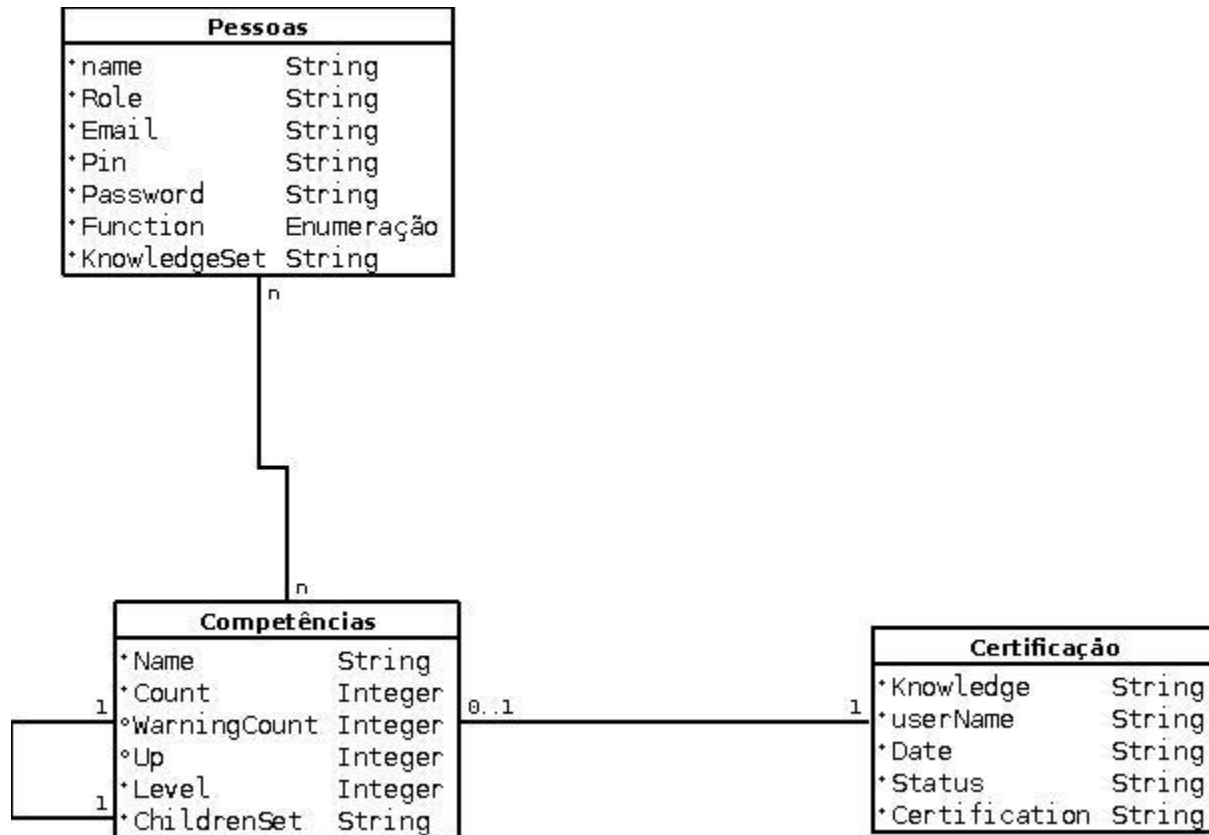 Pessoas
*name String
*Role String
*Email String
*Pin String
*Password String
*Function Enumeração
*KnowledgeSet String
n
n
Competências
*Name String
*Count Integer
°WarningCount Integer
°Up Integer
*Level Integer
*ChildrenSet String
1
1
0..1
1
Certificação
*Knowledge String
*userName String
*Date String
*Status String
*Certification String